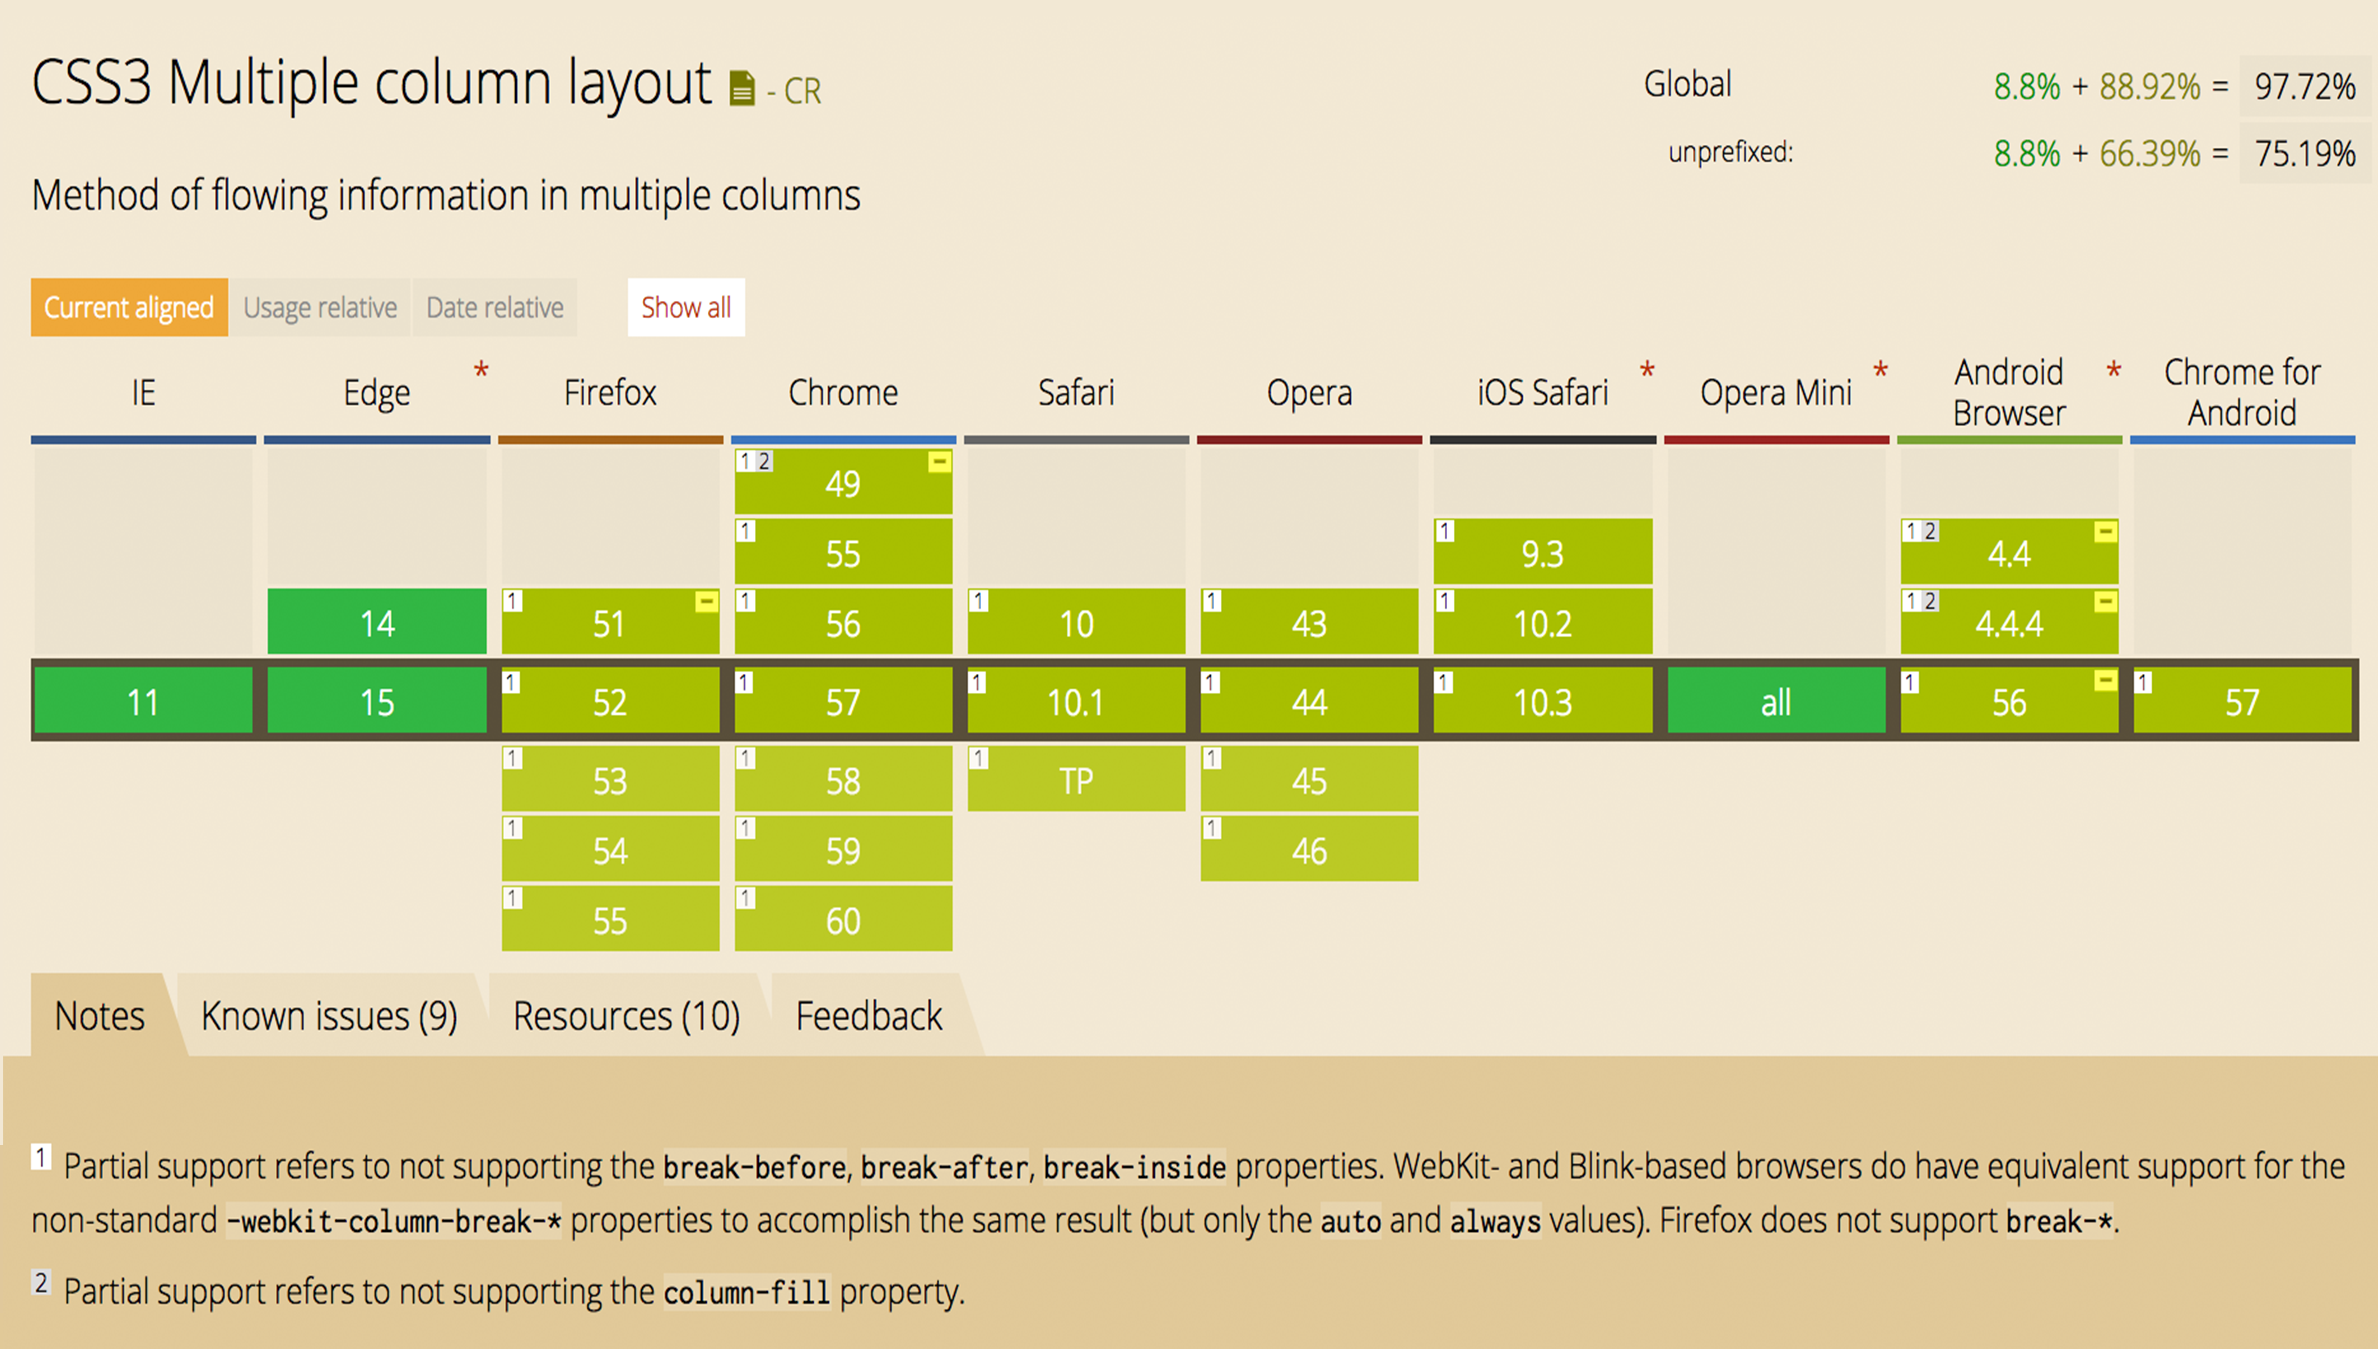 CSS3 Multiple column layout - CR
Global 8.8% + 88.92% = 97.72%
unprefixed: 8.8% + 66.39% = 75.19%
Method of flowing information in multiple columns
Current aligned Usage relative Date relative Show all
IE Edge * Firefox Chrome Safari Opera iOS Safari * Opera Mini * Android Browser * Chrome for Android
1 2 49 -
1 55 1 9.3 1 2 4.4 -
14 1 51 - 1 56 1 10 1 43 1 10.2 1 2 4.4.4 -
11 15 1 52 1 57 1 10.1 1 44 1 10.3 all 1 56 - 1 57
1 53 1 58 1 TP 1 45
1 54 1 59 1 46
1 55 1 60
Notes Known issues (9) Resources (10) Feedback
1 Partial support refers to not supporting the break-before, break-after, break-inside properties. WebKit- and Blink-based browsers do have equivalent support for the
non-standard -webkit-column-break-* properties to accomplish the same result (but only the auto and always values). Firefox does not support break-*.
2 Partial support refers to not supporting the column-fill property.